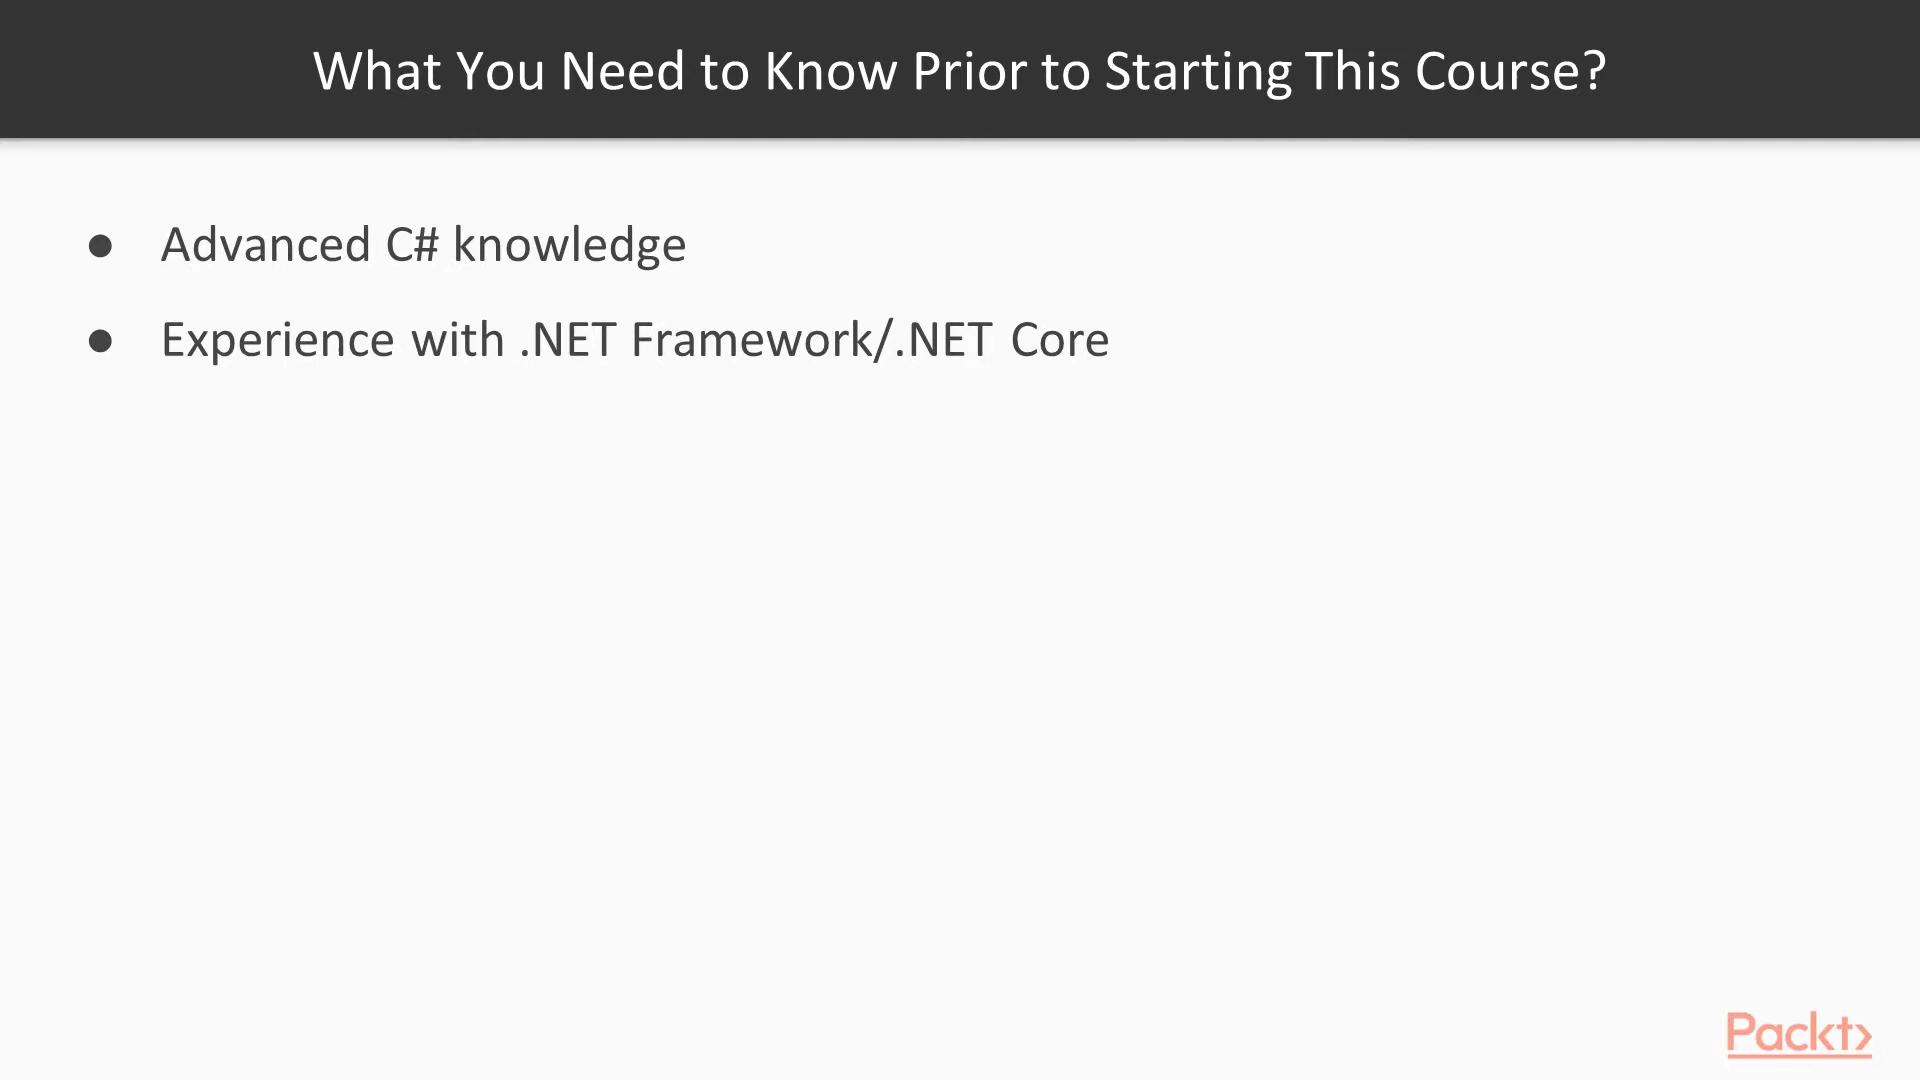 What You Need to Know Prior to Starting This Course?
● Advanced C# knowledge
● Experience with .NET Framework/.NET Core
Packt>